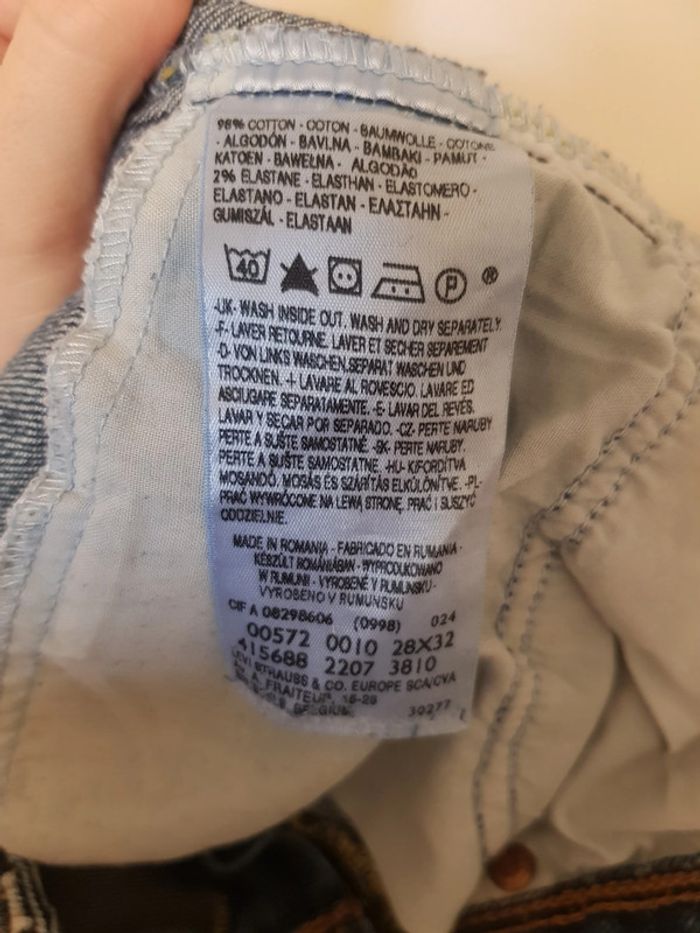 98% COTTON - COTON - BAUMWOLLE - COTONE
- ALGODÓN - BAVLNA - BAMBAKI - PAMUT -
KATOEN - BAWEŁNA - ALGODÃO
2% ELASTANE - ELASTHAN - ELASTOMERO -
ELASTANO - ELASTAN - ΕΛΑΣΤΑΗΝ -
GUMISZÁL - ELASTAAN
40 P ®
-UK- WASH INSIDE OUT. WASH AND DRY SEPARATELY.
-F- LAVER RETOURNE. LAVER ET SECHER SEPAREMENT
-D- VON LINKS WASCHEN, SEPARAT WASCHEN UND
TROCKNEN. -I- LAVARE AL ROVESCIO. LAVARE ED
ASCIUGARE SEPARATAMENTE. -E- LAVAR DEL REVÉS.
LAVAR Y SECAR POR SEPARADO. -CZ- PERTE NARUBY
PERTE A SUŠTE SAMOSTATNĚ. -SK- PERTE NARUBY.
PERTE A SUŠTE SAMOSTATNE. -HU- KIFORDÍTVA
MOSANDÓ. MOSÁS ÉS SZÁRÍTÁS ELKÜLÖNÍTVE. -PL-
PRAĆ WYWRÓCONE NA LEWĄ STRONĘ. PRAĆ I SUSZYĆ
ODDZIELNIE.
MADE IN ROMANIA - FABRICADO EN RUMANIA -
KÉSZÜLT ROMÁNIÁBAN - WYPRODUKOWANO
W RUMUNII - VYROBENÉ V RUMUNSKU -
VYROBENO V RUMUNSKU
CIF A 08298606 (0998) 024
00572 0010 28X32
415688 2207 3810
LEVI STRAUSS & CO. EUROPE SCA/CVA
A. FRAITEUR, 15-23
BELGIUM 30277